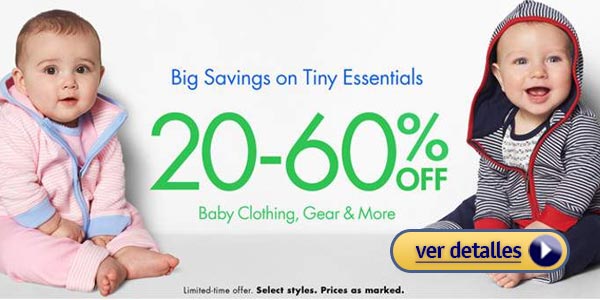 Big Savings on Tiny Essentials
20-60% OFF
Baby Clothing, Gear & More
ver detalles
Limited-time offer. Select styles. Prices as marked.